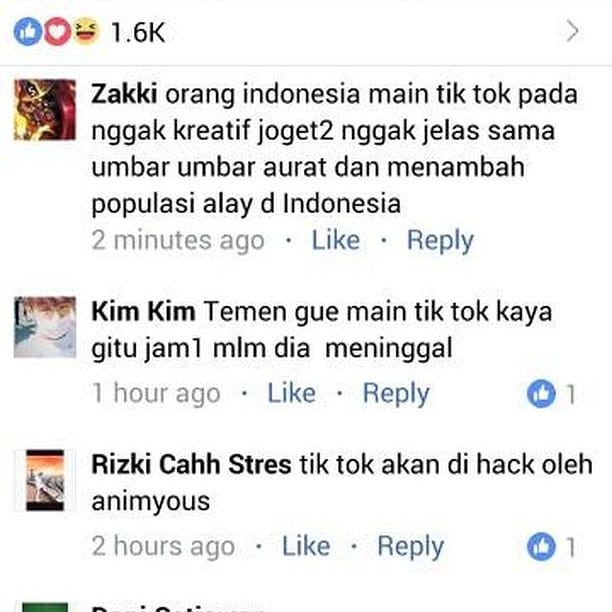 1.6K
Zakki orang indonesia main tik tok pada
nggak kreatif joget2 nggak jelas sama
umbar umbar aurat dan menambah
populasi alay d Indonesia
2 minutes ago · Like · Reply
Kim Kim Temen gue main tik tok kaya
gitu jam1 mlm dia  meninggal
1 hour ago · Like · Reply 1
Rizki Cahh Stres tik tok akan di hack oleh
animyous
2 hours ago · Like · Reply 1